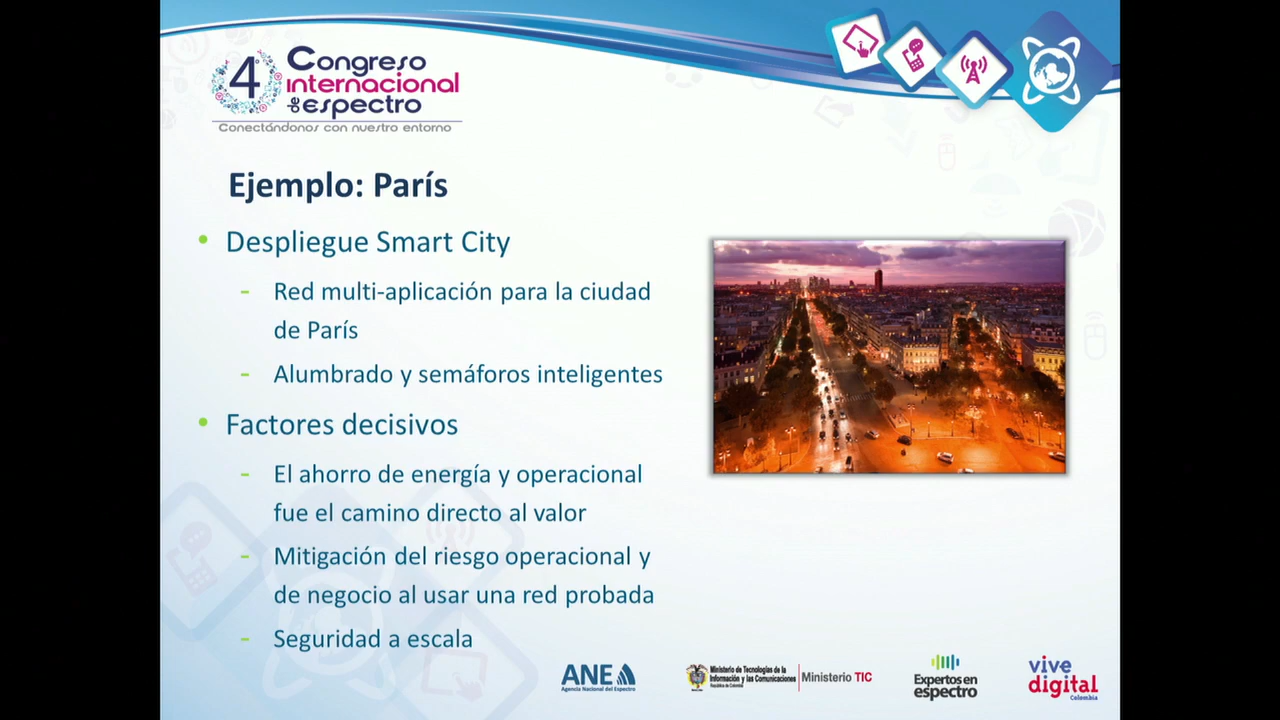 4° Congreso
internacional
de espectro
Conectándonos con nuestro entorno
Ejemplo: París
• Despliegue Smart City
- Red multi-aplicación para la ciudad
de París
- Alumbrado y semáforos inteligentes
• Factores decisivos
- El ahorro de energía y operacional
fue el camino directo al valor
- Mitigación del riesgo operacional y
de negocio al usar una red probada
- Seguridad a escala
ANE
Agencia Nacional del Espectro
Ministerio de Tecnologías de la
Información y las Comunicaciones
República de Colombia
Ministerio TIC
Expertos en
espectro
vive
digital
Colombia